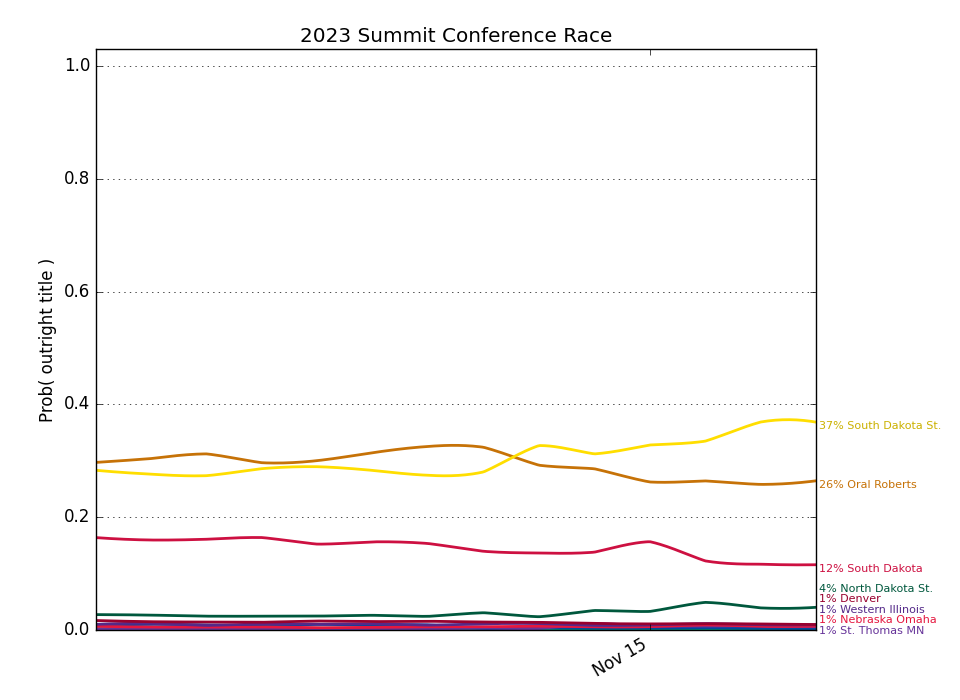 2023 Summit Conference Race
Prob( outright title )
1.0
0.8
0.6
0.4
0.2
0.0
Nov 15
37% South Dakota St.
26% Oral Roberts
12% South Dakota
4% North Dakota St.
1% Denver
1% Western Illinois
1% Nebraska Omaha
1% St. Thomas MN